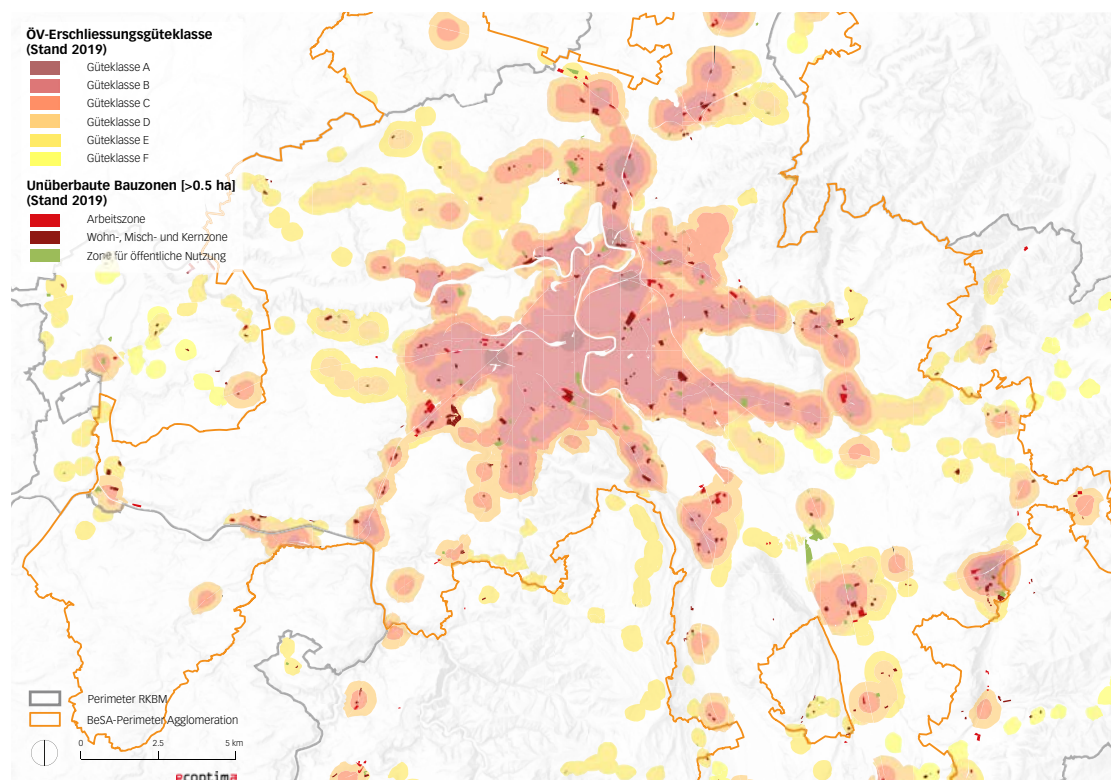 ÖV-Erschliessungsgüteklasse
(Stand 2019)
Güteklasse A
Güteklasse B
Güteklasse C
Güteklasse D
Güteklasse E
Güteklasse F
Unüberbaute Bauzonen [>0.5 ha]
(Stand 2019)
Arbeitszone
Wohn-, Misch- und Kernzone
Zone für öffentliche Nutzung
Perimeter RKBM
BeSA-Perimeter Agglomeration
0 2.5 5 km
ecoptima